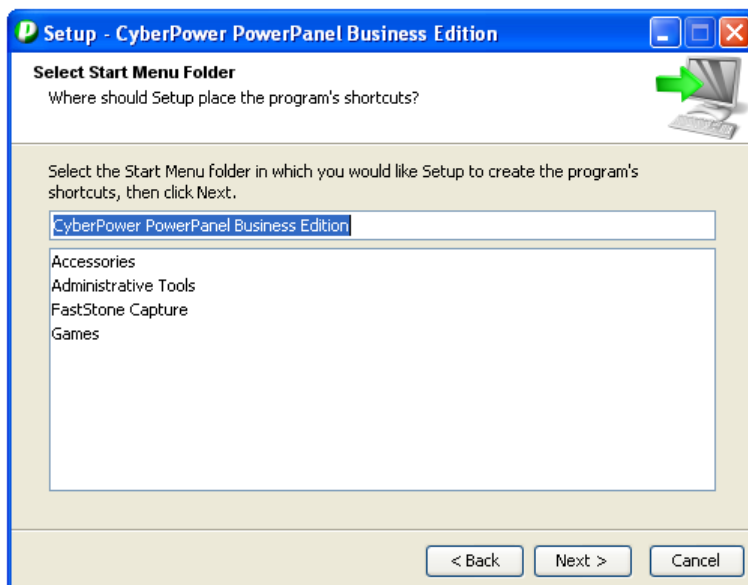 Setup - CyberPower PowerPanel Business Edition
Select Start Menu Folder
Where should Setup place the program's shortcuts?
Select the Start Menu folder in which you would like Setup to create the program's
shortcuts, then click Next.
CyberPower PowerPanel Business Edition
Accessories
Administrative Tools
FastStone Capture
Games
< Back Next > Cancel